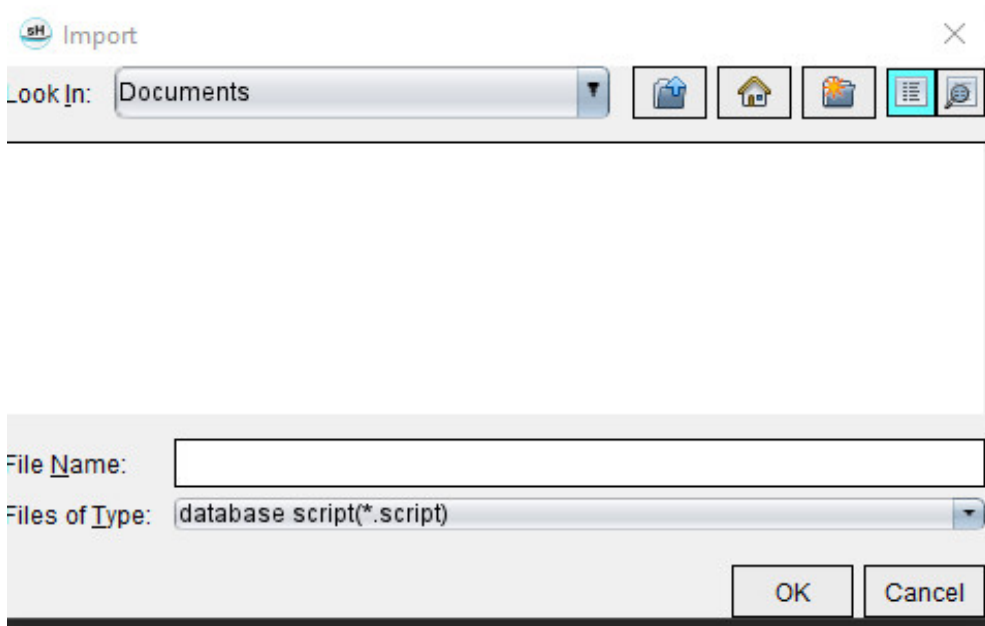 sH Import
Look In: Documents
File Name:
Files of Type: database script(*.script)
OK Cancel